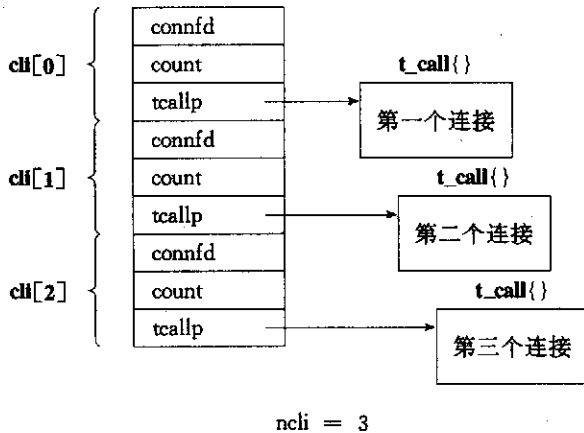 connfd
cli[0]
count
t_call{}
tcallp
第一个连接
connfd
cli[1]
count
t_call{}
tcallp
第二个连接
connfd
cli[2]
count
t_call{}
tcallp
第三个连接
ncli = 3